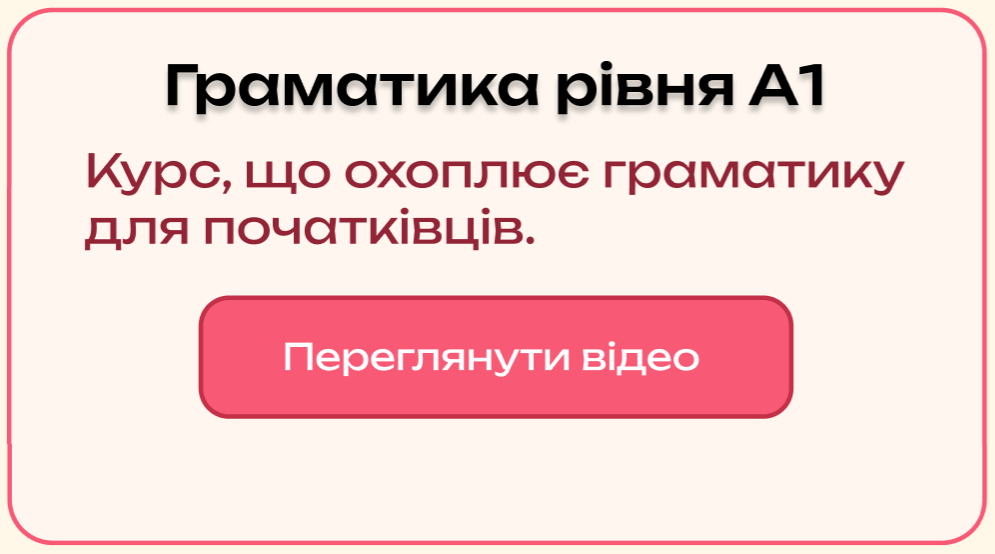 Граматика рівня А1
Курс, що охоплює граматику
для початківців.
Переглянути відео